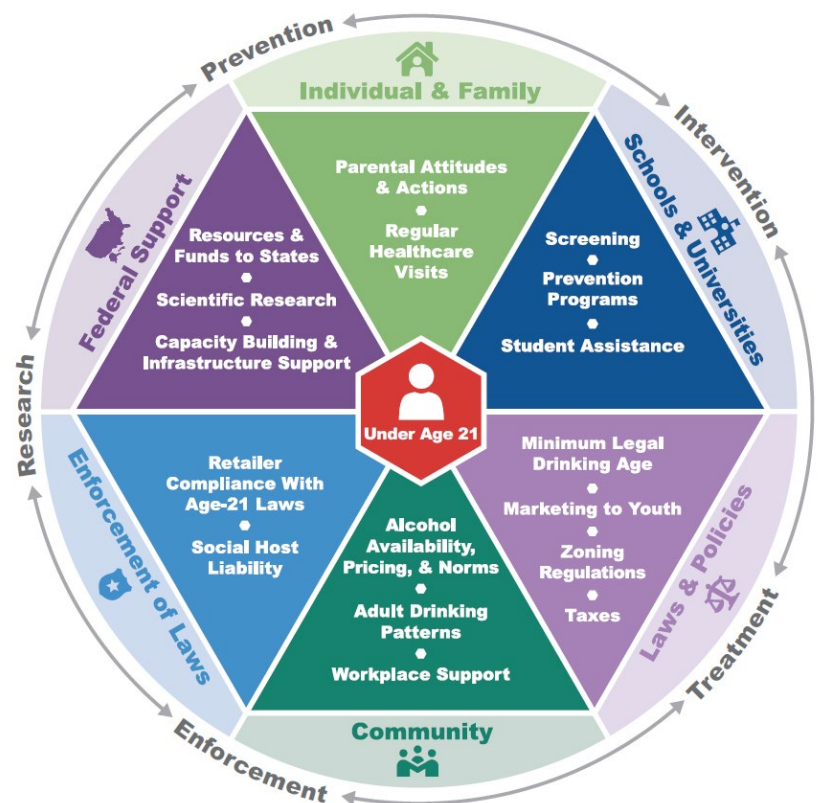 Prevention
Intervention
Treatment
Enforcement
Research
Individual & Family
Parental Attitudes
& Actions
Regular
Healthcare
Visits
Schools & Universities
Screening
Prevention
Programs
Student Assistance
Laws & Policies
Minimum Legal
Drinking Age
Marketing to Youth
Zoning
Regulations
Taxes
Community
Alcohol
Availability,
Pricing, & Norms
Adult Drinking
Patterns
Workplace Support
Enforcement of Laws
Retailer
Compliance With
Age-21 Laws
Social Host
Liability
Federal Support
Resources &
Funds to States
Scientific Research
Capacity Building &
Infrastructure Support
Under Age 21